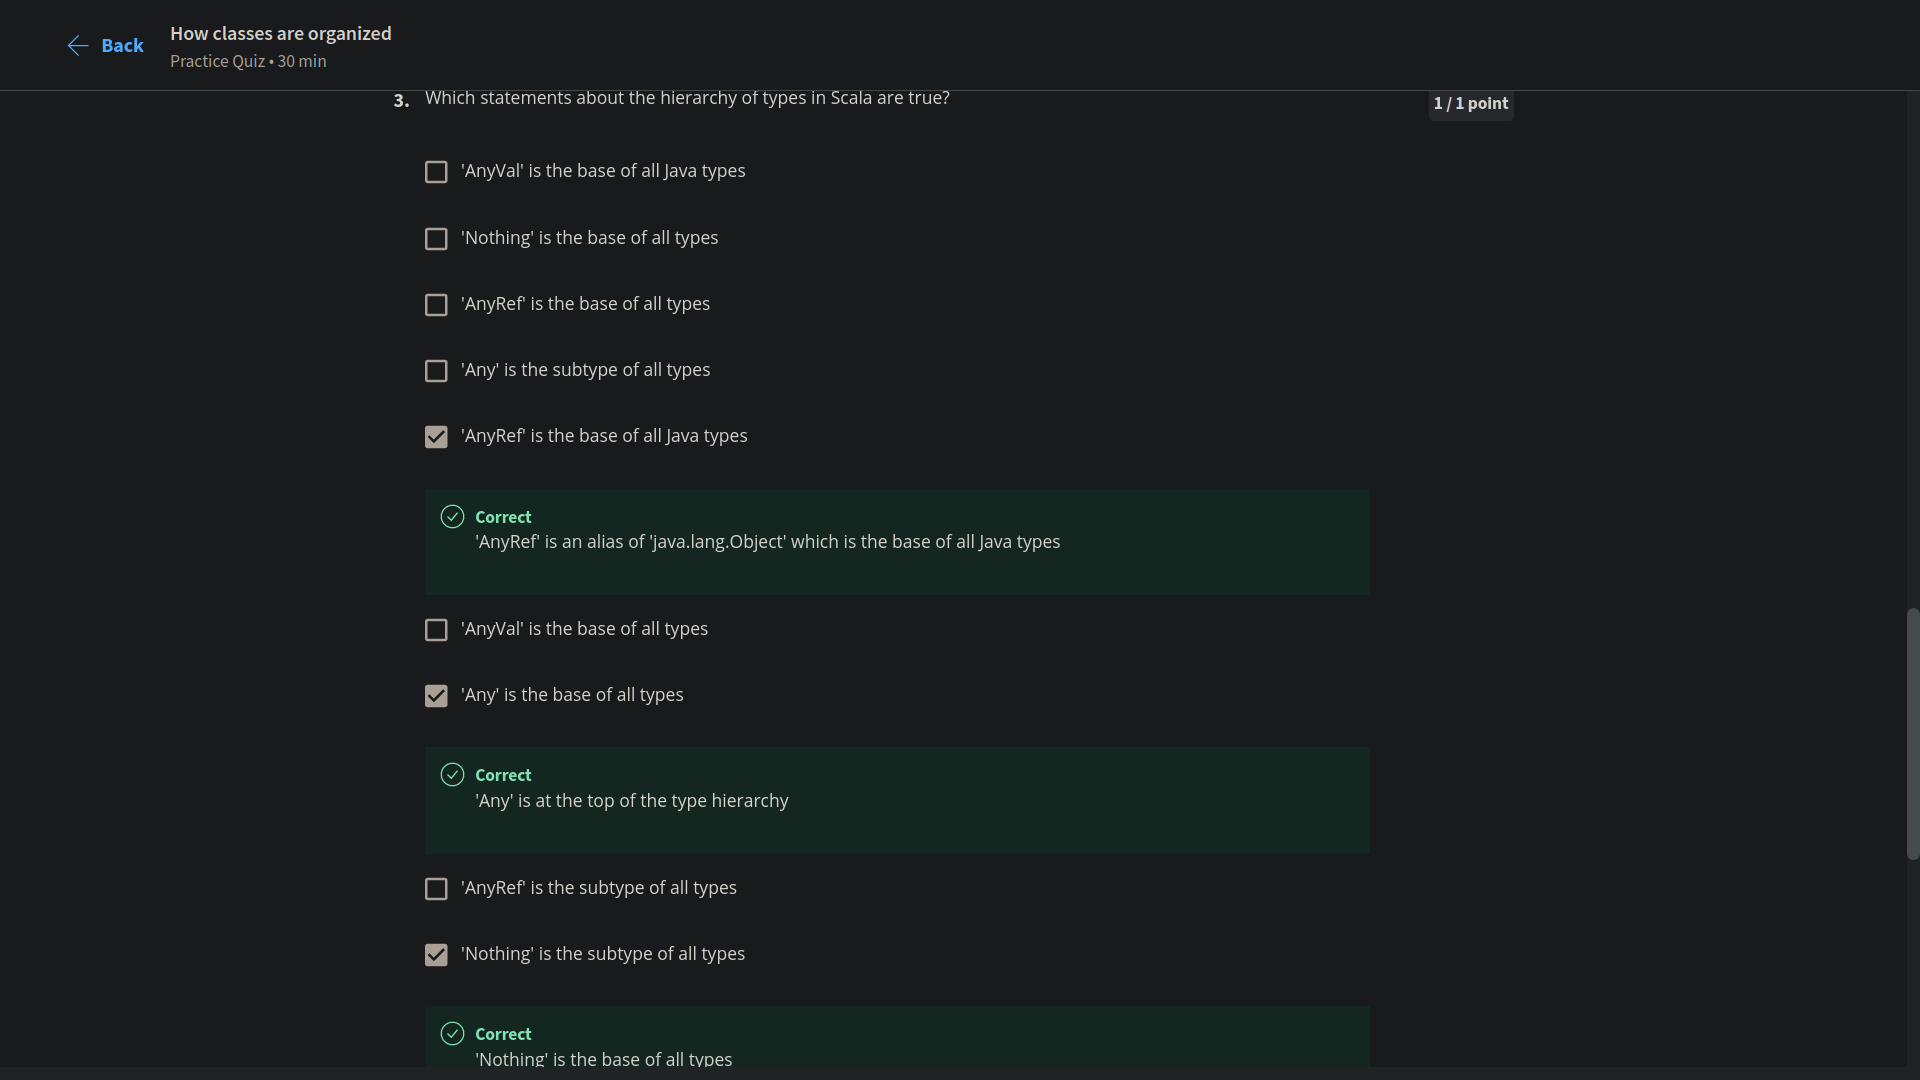 Back
How classes are organized
Practice Quiz • 30 min
3. Which statements about the hierarchy of types in Scala are true?
1 / 1 point
'AnyVal' is the base of all Java types
'Nothing' is the base of all types
'AnyRef' is the base of all types
'Any' is the subtype of all types
'AnyRef' is the base of all Java types
Correct
'AnyRef' is an alias of 'java.lang.Object' which is the base of all Java types
'AnyVal' is the base of all types
'Any' is the base of all types
Correct
'Any' is at the top of the type hierarchy
'AnyRef' is the subtype of all types
'Nothing' is the subtype of all types
Correct
'Nothing' is the base of all types